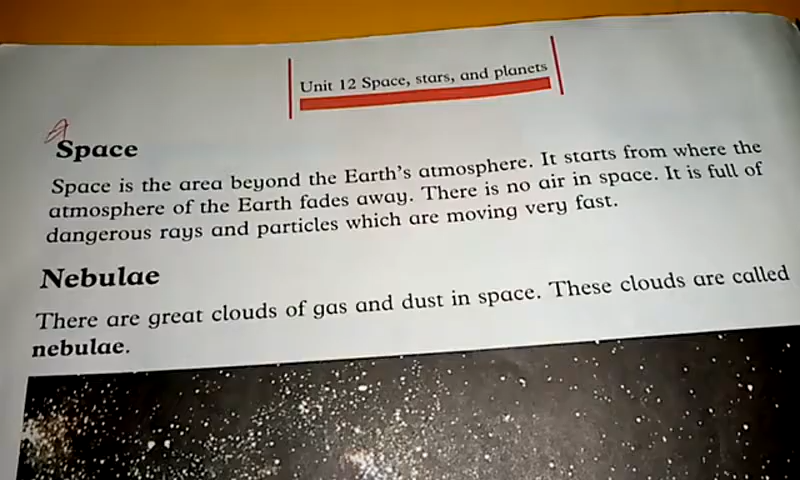 Unit 12 Space, stars, and planets
Space
Space is the area beyond the Earth's atmosphere. It starts from where the
atmosphere of the Earth fades away. There is no air in space. It is full of
dangerous rays and particles which are moving very fast.
Nebulae
There are great clouds of gas and dust in space. These clouds are called
nebulae.